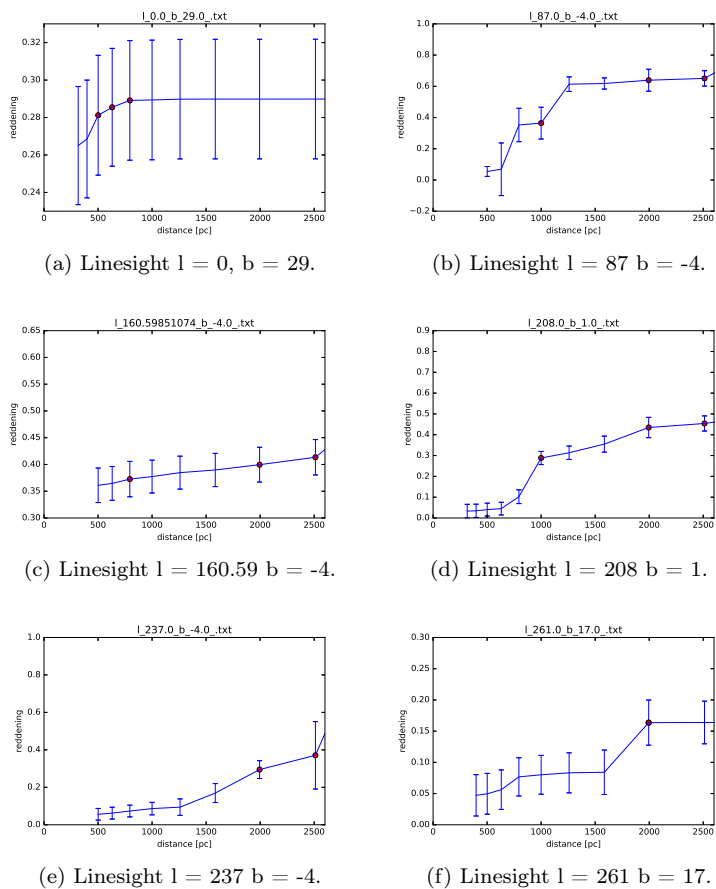 l_0.0_b_29.0_.txt
reddening
0.32
0.30
0.28
0.26
0.24
0 500 1000 1500 2000 2500
distance [pc]
(a) Linesight l = 0, b = 29.
l_87.0_b_-4.0_.txt
reddening
1.0
0.8
0.6
0.4
0.2
0.0
−0.2
0 500 1000 1500 2000 2500
distance [pc]
(b) Linesight l = 87 b = -4.
l_160.59851074_b_-4.0_.txt
reddening
0.65
0.60
0.55
0.50
0.45
0.40
0.35
0.30
0 500 1000 1500 2000 2500
distance [pc]
(c) Linesight l = 160.59 b = -4.
l_208.0_b_1.0_.txt
reddening
0.9
0.8
0.7
0.6
0.5
0.4
0.3
0.2
0.1
0.0
0 500 1000 1500 2000 2500
distance [pc]
(d) Linesight l = 208 b = 1.
l_237.0_b_-4.0_.txt
reddening
1.0
0.8
0.6
0.4
0.2
0.0
0 500 1000 1500 2000 2500
distance [pc]
(e) Linesight l = 237 b = -4.
l_261.0_b_17.0_.txt
reddening
0.30
0.25
0.20
0.15
0.10
0.05
0.00
0 500 1000 1500 2000 2500
distance [pc]
(f) Linesight l = 261 b = 17.